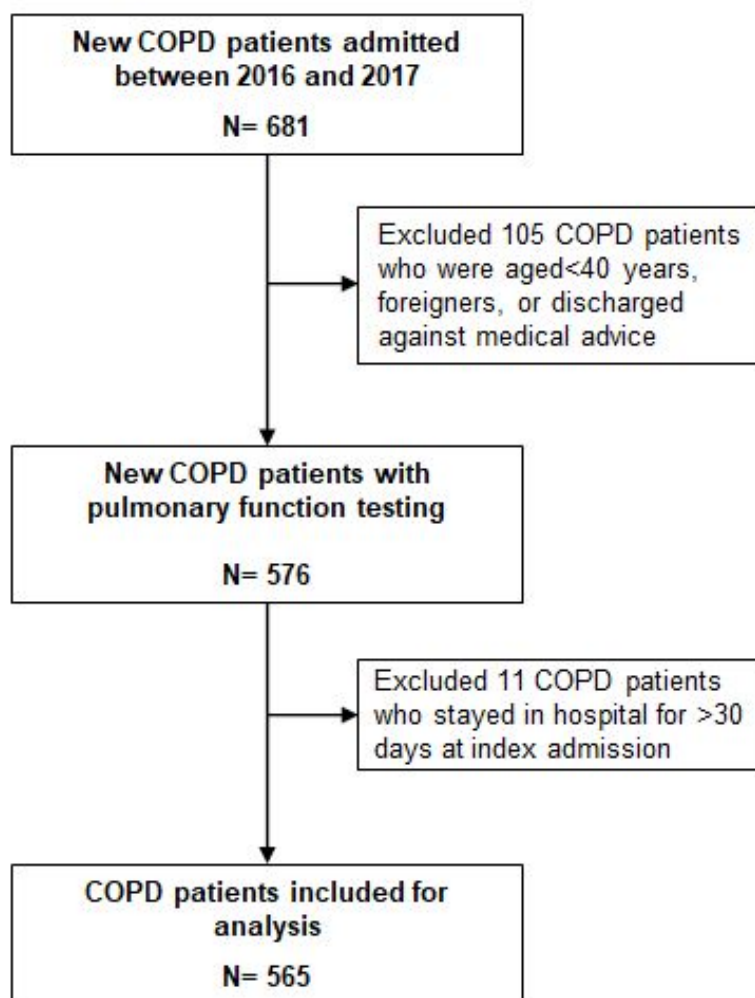 New COPD patients admitted
between 2016 and 2017
N= 681
Excluded 105 COPD patients
who were aged<40 years,
foreigners, or discharged
against medical advice
New COPD patients with
pulmonary function testing
N= 576
Excluded 11 COPD patients
who stayed in hospital for >30
days at index admission
COPD patients included for
analysis
N= 565